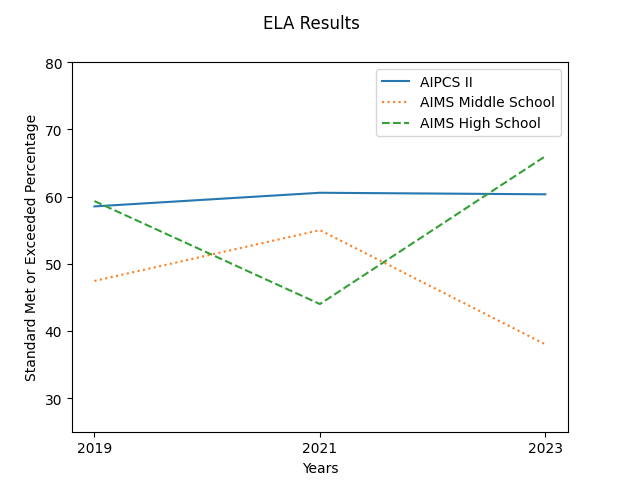 ELA Results
AIPCS II
AIMS Middle School
AIMS High School
Standard Met or Exceeded Percentage
80
70
60
50
40
30
2019
2021
2023
Years